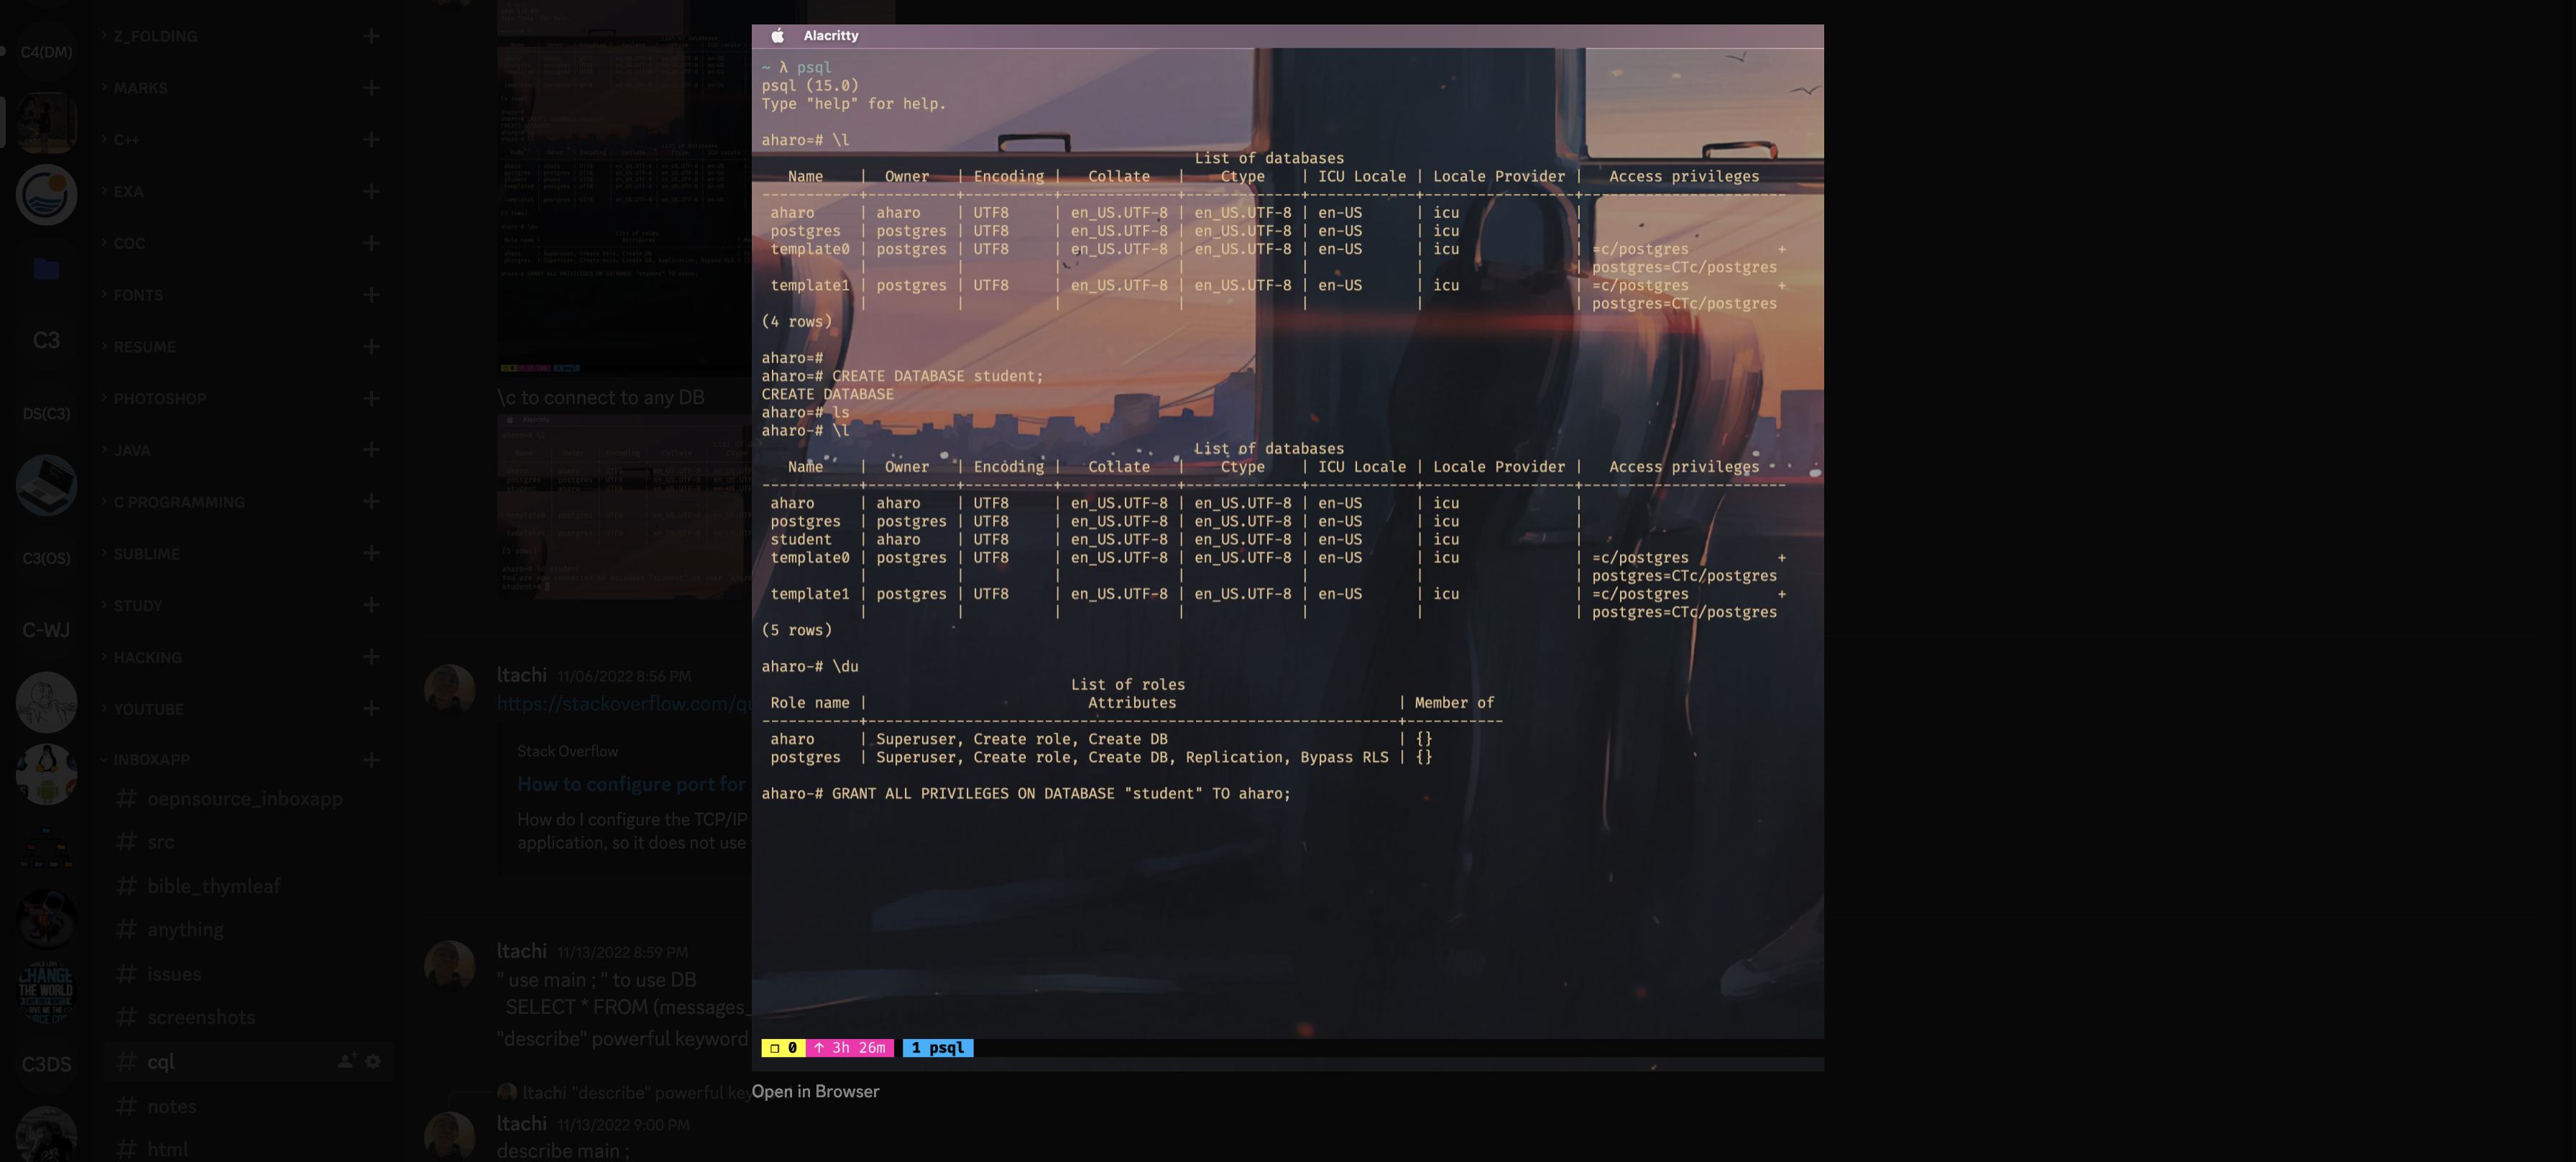 Alacritty
~ λ psql
psql (15.0)
Type "help" for help.
aharo=# \l
List of databases
Name | Owner | Encoding | Collate | Ctype | ICU Locale | Locale Provider | Access privileges
aharo | aharo | UTF8 | en_US.UTF-8 | en_US.UTF-8 | en-US | icu |
postgres | postgres | UTF8 | en_US.UTF-8 | en_US.UTF-8 | en-US | icu |
template0 | postgres | UTF8 | en_US.UTF-8 | en_US.UTF-8 | en-US | icu | =c/postgres +
| | | | | | | postgres=CTc/postgres
template1 | postgres | UTF8 | en_US.UTF-8 | en_US.UTF-8 | en-US | icu | =c/postgres +
| | | | | | | postgres=CTc/postgres
(4 rows)
aharo=#
aharo=# CREATE DATABASE student;
CREATE DATABASE
aharo=# ls
aharo-# \l
List of databases
Name | Owner | Encoding | Collate | Ctype | ICU Locale | Locale Provider | Access privileges
aharo | aharo | UTF8 | en_US.UTF-8 | en_US.UTF-8 | en-US | icu |
postgres | postgres | UTF8 | en_US.UTF-8 | en_US.UTF-8 | en-US | icu |
student | aharo | UTF8 | en_US.UTF-8 | en_US.UTF-8 | en-US | icu |
template0 | postgres | UTF8 | en_US.UTF-8 | en_US.UTF-8 | en-US | icu | =c/postgres +
| | | | | | | postgres=CTc/postgres
template1 | postgres | UTF8 | en_US.UTF-8 | en_US.UTF-8 | en-US | icu | =c/postgres +
| | | | | | | postgres=CTc/postgres
(5 rows)
aharo-# \du
List of roles
Role name | Attributes | Member of
aharo | Superuser, Create role, Create DB | {}
postgres | Superuser, Create role, Create DB, Replication, Bypass RLS | {}
aharo-# GRANT ALL PRIVILEGES ON DATABASE "student" TO aharo;
0 ↑ 3h 26m 1 psql
Open in Browser
C4(DM)
C3
DS(C3)
C3(OS)
C-WJ
CHANGE
THE WORLD
C3DS
Z_FOLDING
MARKS
C++
EXA
COC
FONTS
RESUME
PHOTOSHOP
JAVA
C PROGRAMMING
SUBLIME
STUDY
HACKING
YOUTUBE
INBOXAPP
# oepnsource_inboxapp
# src
# bible_thymleaf
# anything
# issues
# screenshots
# cql
# notes
# html
\c to connect to any DB
ltachi 11/06/2022 8:56 PM
https://stackoverflow.com/qu
Stack Overflow
How to configure port for
How do I configure the TCP/IP
application, so it does not use
ltachi 11/13/2022 8:59 PM
" use main ; " to use DB
SELECT * FROM (messages_
"describe" powerful keyword
ltachi "describe" powerful key
ltachi 11/13/2022 9:00 PM
describe main ;